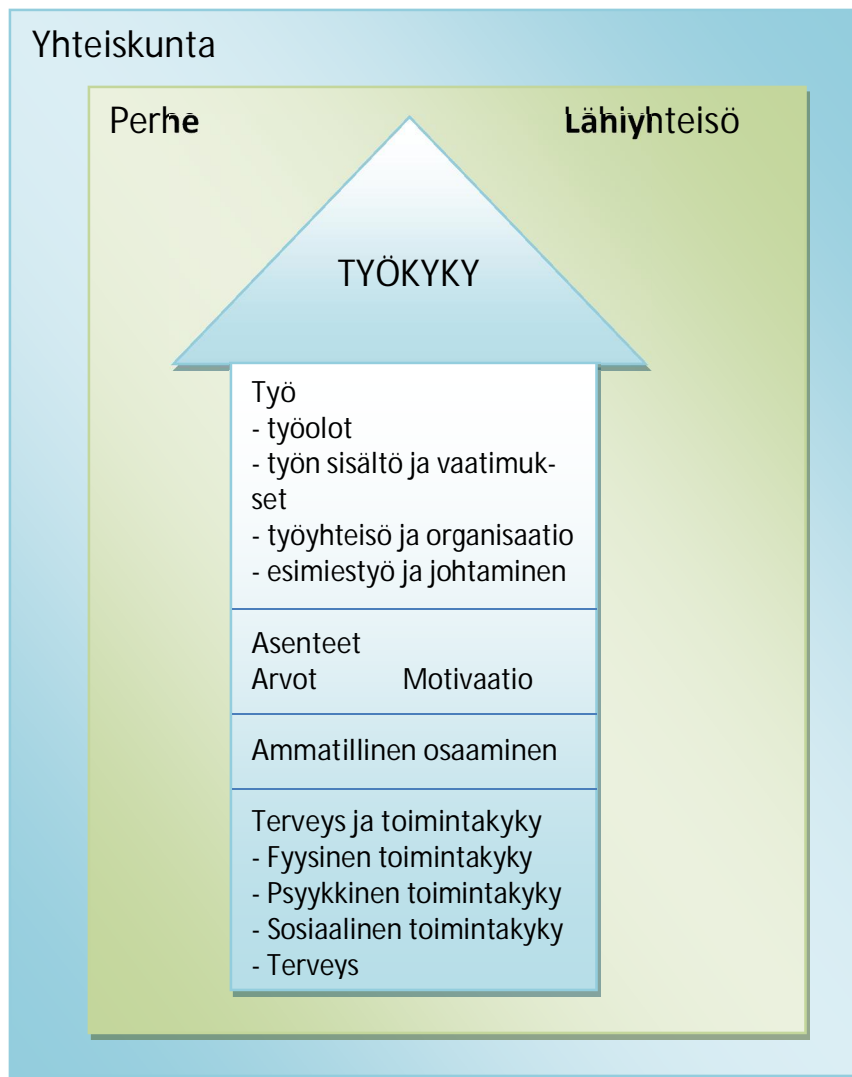 Yhteiskunta
Perhe Lähiyhteisö
TYÖKYKY
Työ
- työolot
- työn sisältö ja vaatimuk-
set
- työyhteisö ja organisaatio
- esimiestyö ja johtaminen
Asenteet
Arvot Motivaatio
Ammatillinen osaaminen
Terveys ja toimintakyky
- Fyysinen toimintakyky
- Psyykkinen toimintakyky
- Sosiaalinen toimintakyky
- Terveys